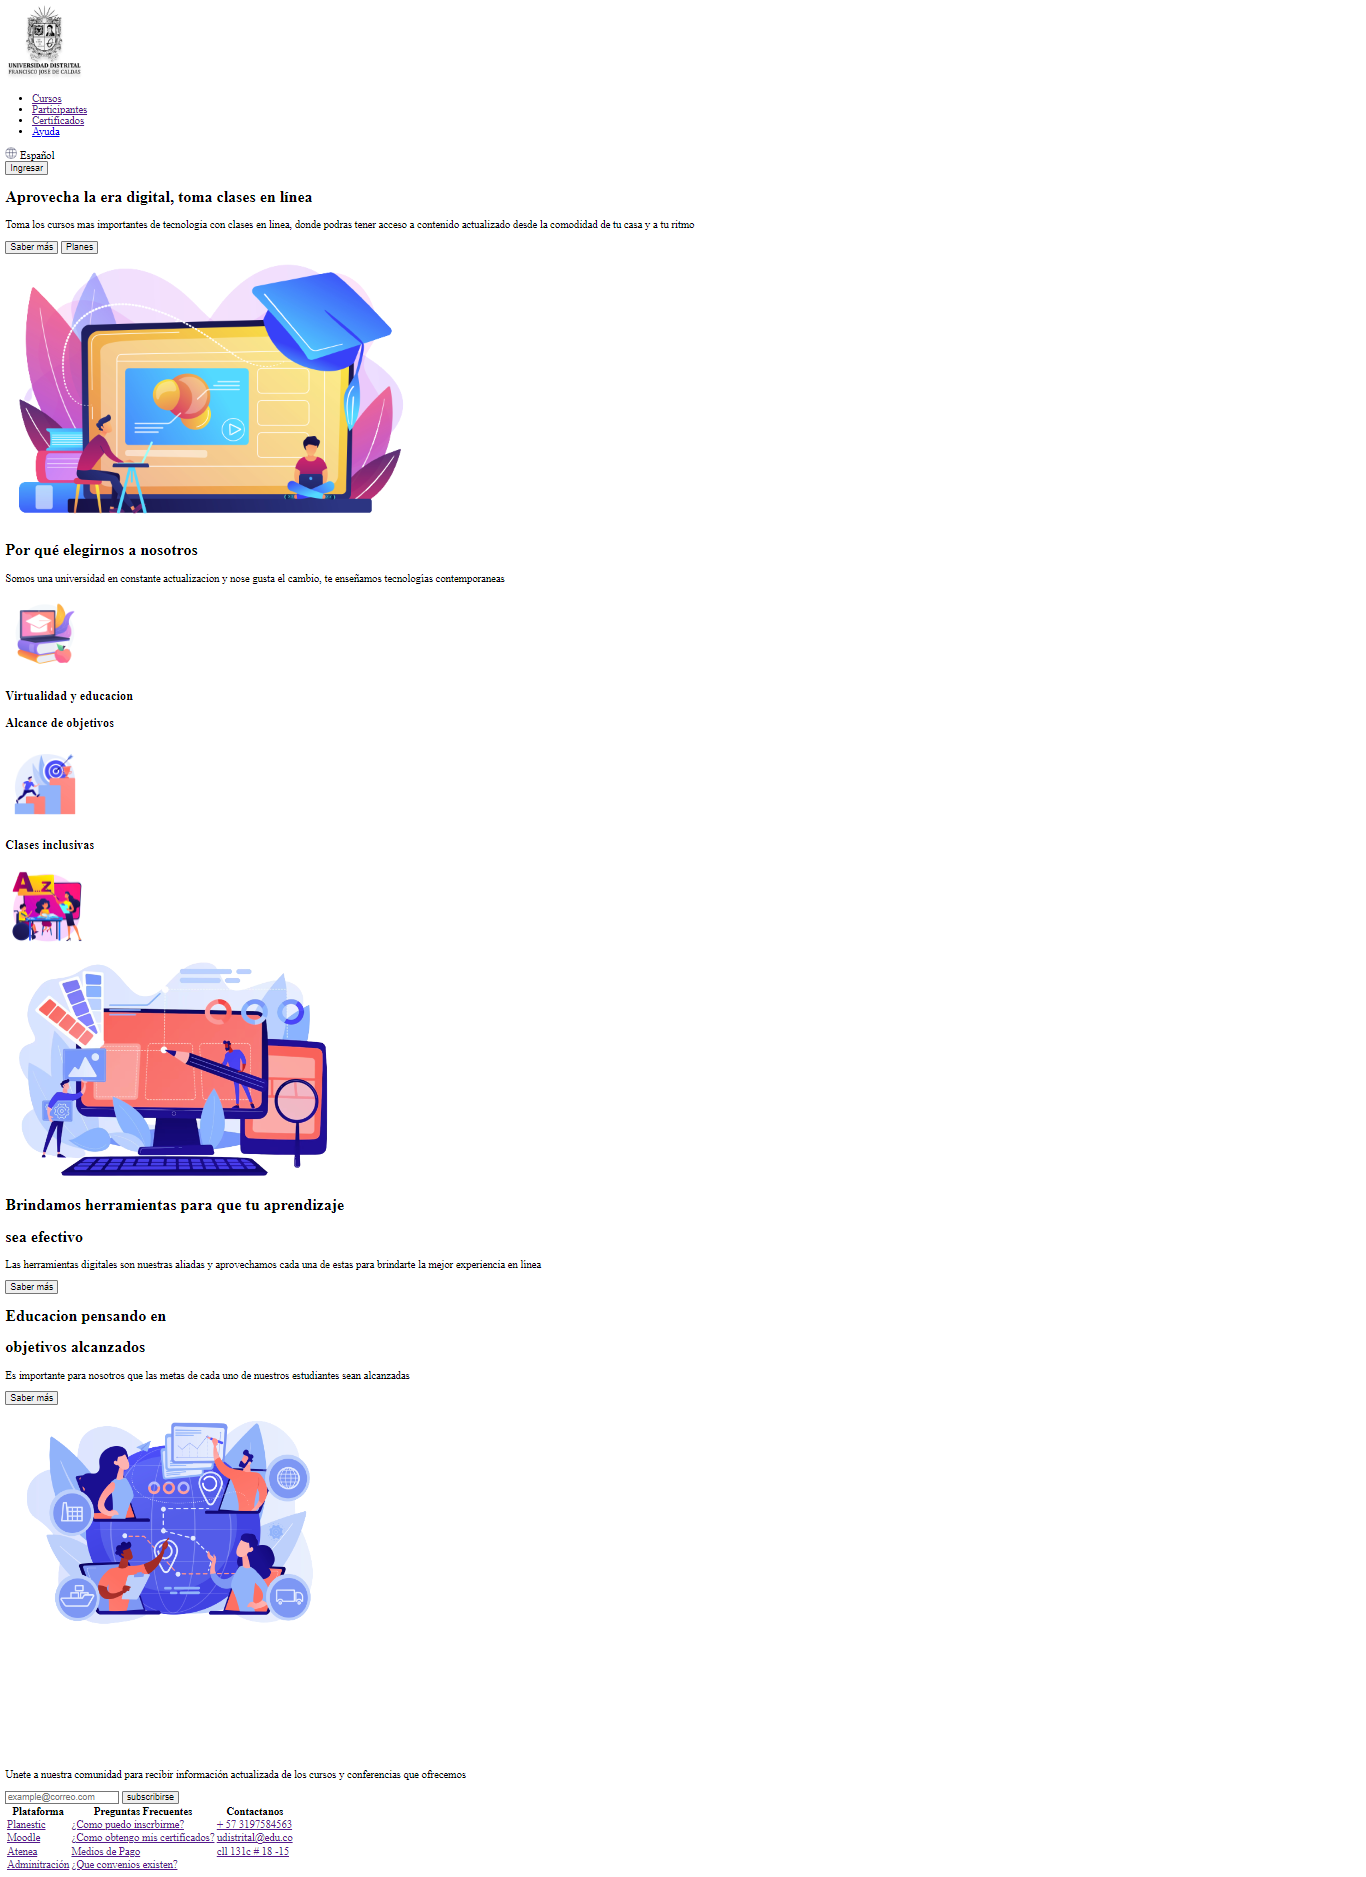 UNIVERSIDAD DISTRITAL
FRANCISCO JOSE DE CALDAS
Cursos
Participantes
Certificados
Ayuda
Español
Ingresar
Aprovecha la era digital, toma clases en línea
Toma los cursos mas importantes de tecnologia con clases en linea, donde podras tener acceso a contenido actualizado desde la comodidad de tu casa y a tu ritmo
Saber más Planes
Por qué elegirnos a nosotros
Somos una universidad en constante actualizacion y nose gusta el cambio, te enseñamos tecnologias contemporaneas
Virtualidad y educacion
Alcance de objetivos
Clases inclusivas
A...Z
Brindamos herramientas para que tu aprendizaje
sea efectivo
Las herramientas digitales son nuestras aliadas y aprovechamos cada una de estas para brindarte la mejor experiencia en linea
Saber más
Educacion pensando en
objetivos alcanzados
Es importante para nosotros que las metas de cada uno de nuestros estudiantes sean alcanzadas
Saber más
Unete a nuestra comunidad para recibir información actualizada de los cursos y conferencias que ofrecemos
example@correo.com subscribirse
Plataforma Preguntas Frecuentes Contactanos
Planestic ¿Como puedo inscrbirme? + 57 3197584563
Moodle ¿Como obtengo mis certificados? udistrital@edu.co
Atenea Medios de Pago cll 131c # 18 -15
Adminitración ¿Que convenios existen?